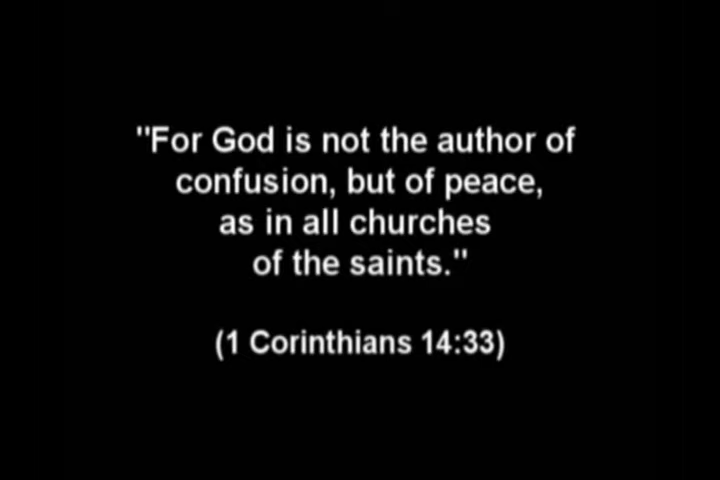 "For God is not the author of
confusion, but of peace,
as in all churches
of the saints."
(1 Corinthians 14:33)